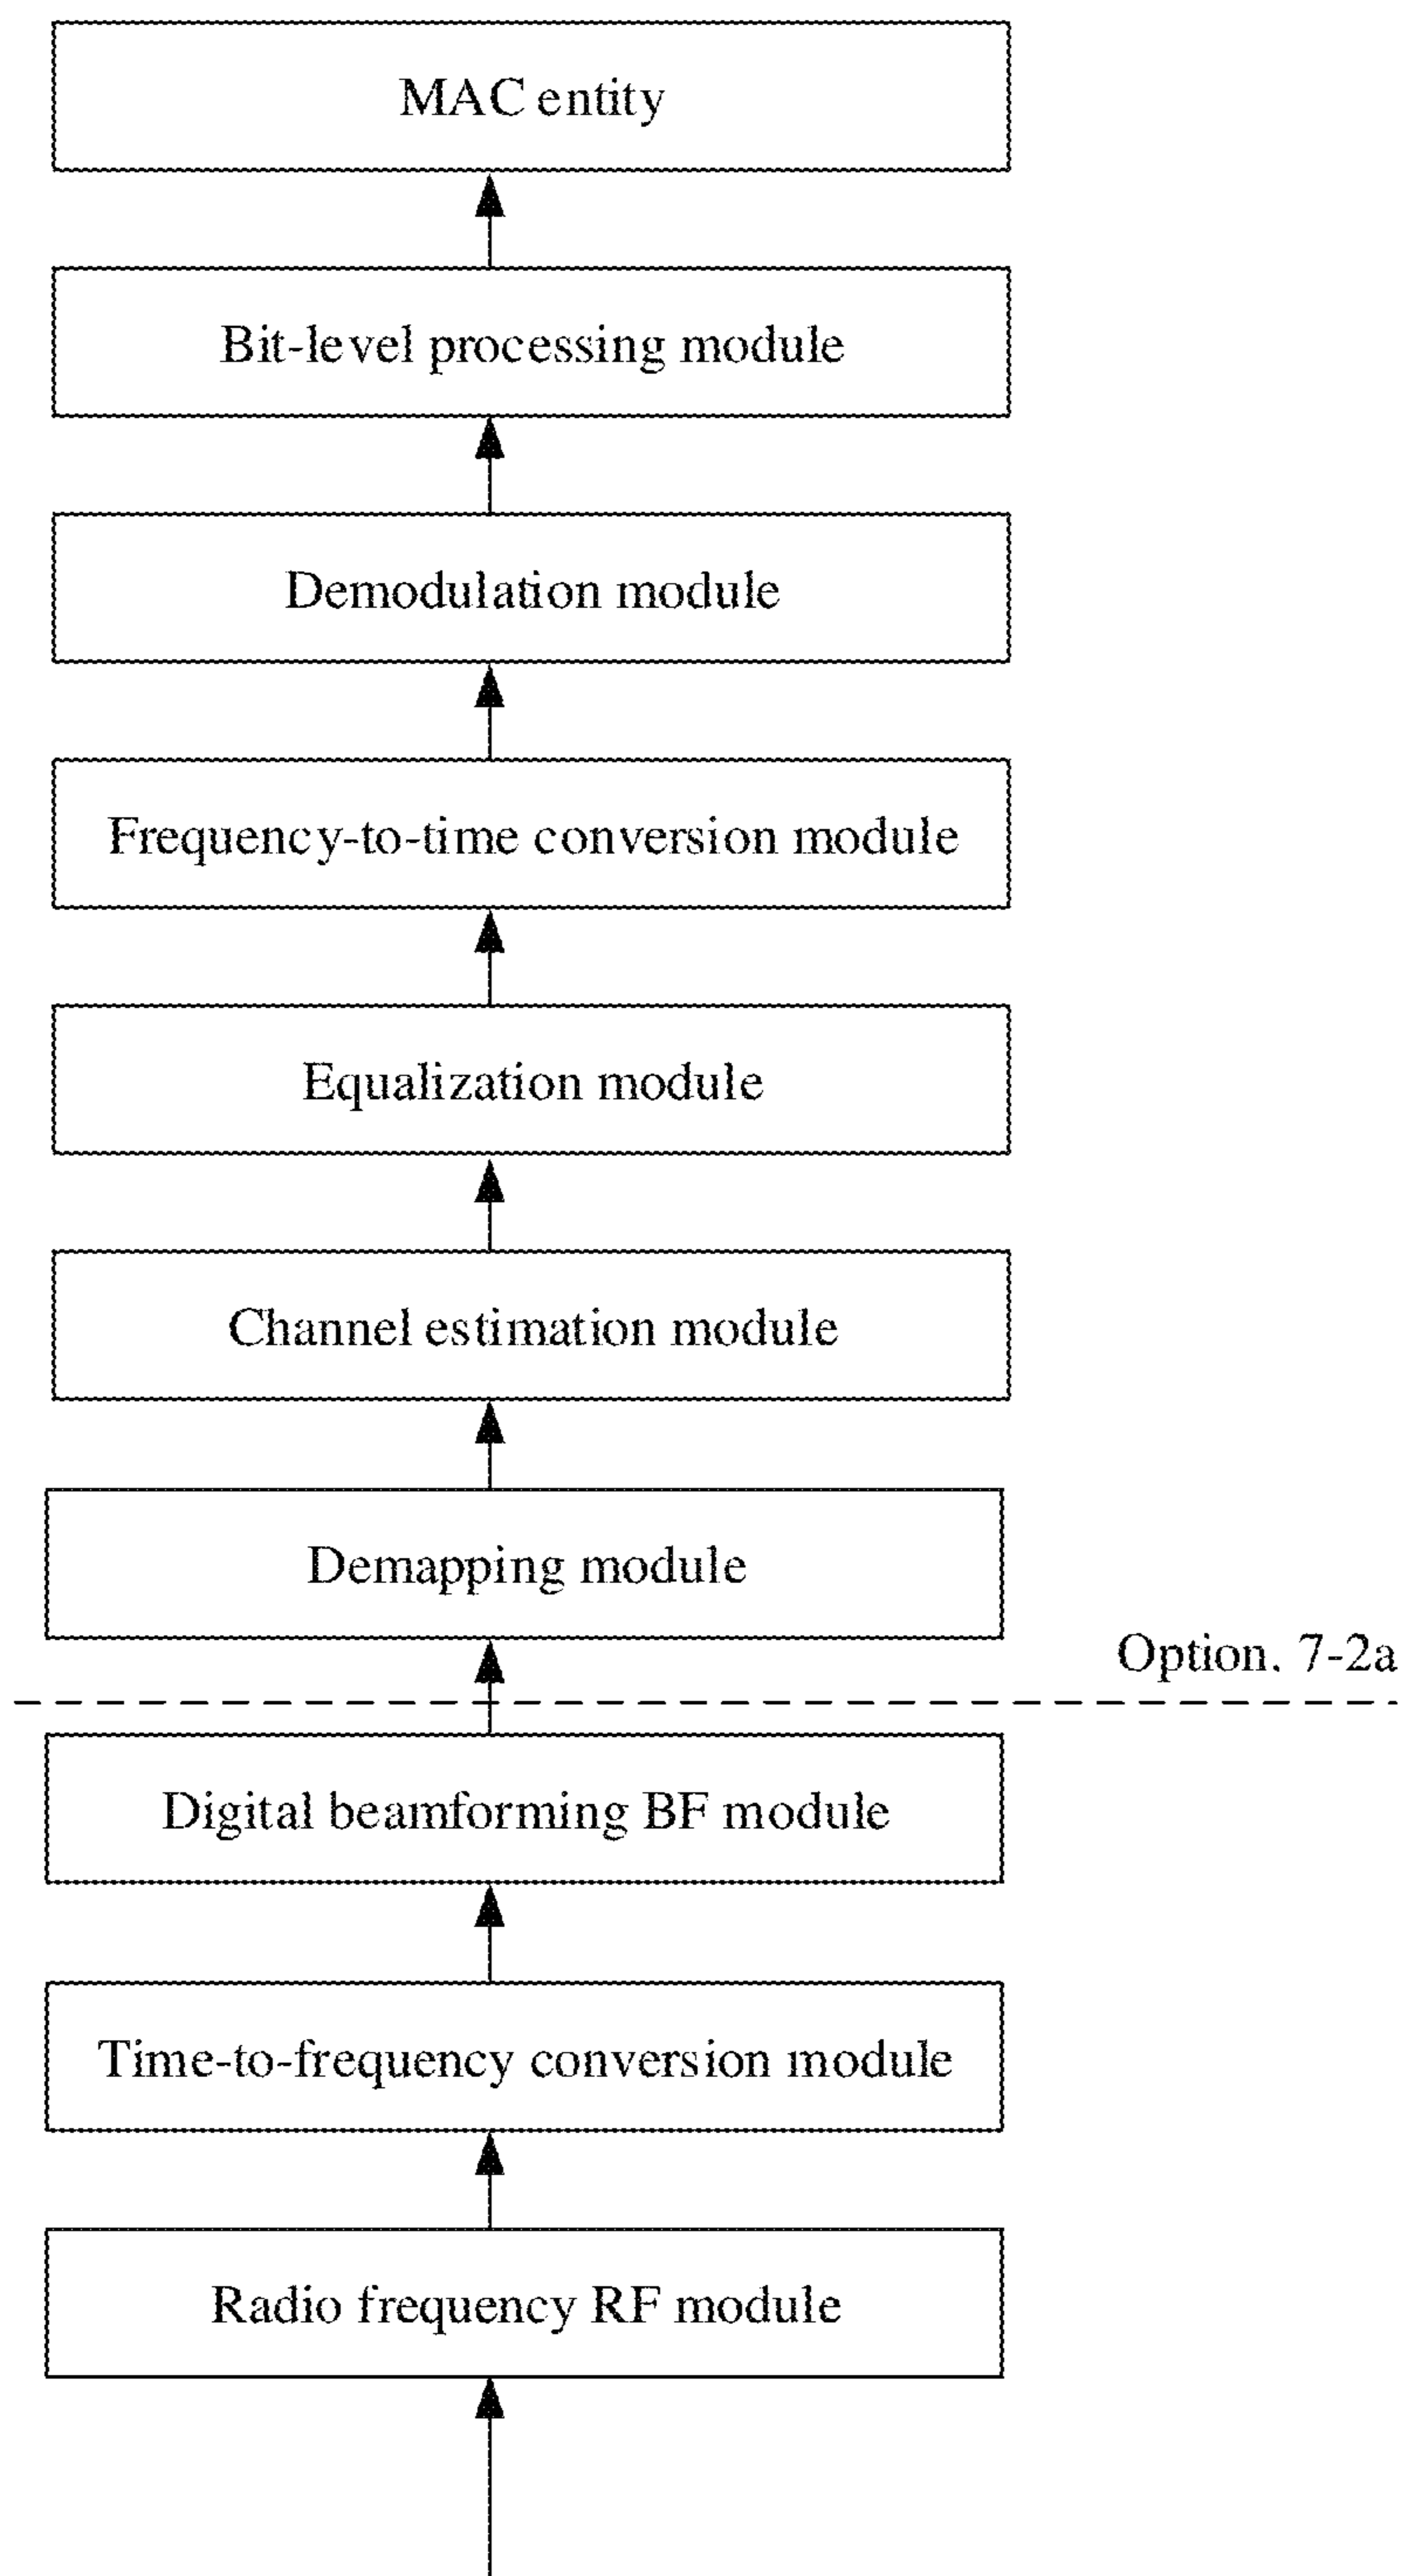 MAC entity
Bit-level processing module
Demodulation module
Frequency-to-time conversion module
Equalization module
Channel estimation module
Demapping module
Option. 7-2a
Digital beamforming BF module
Time-to-frequency conversion module
Radio frequency RF module